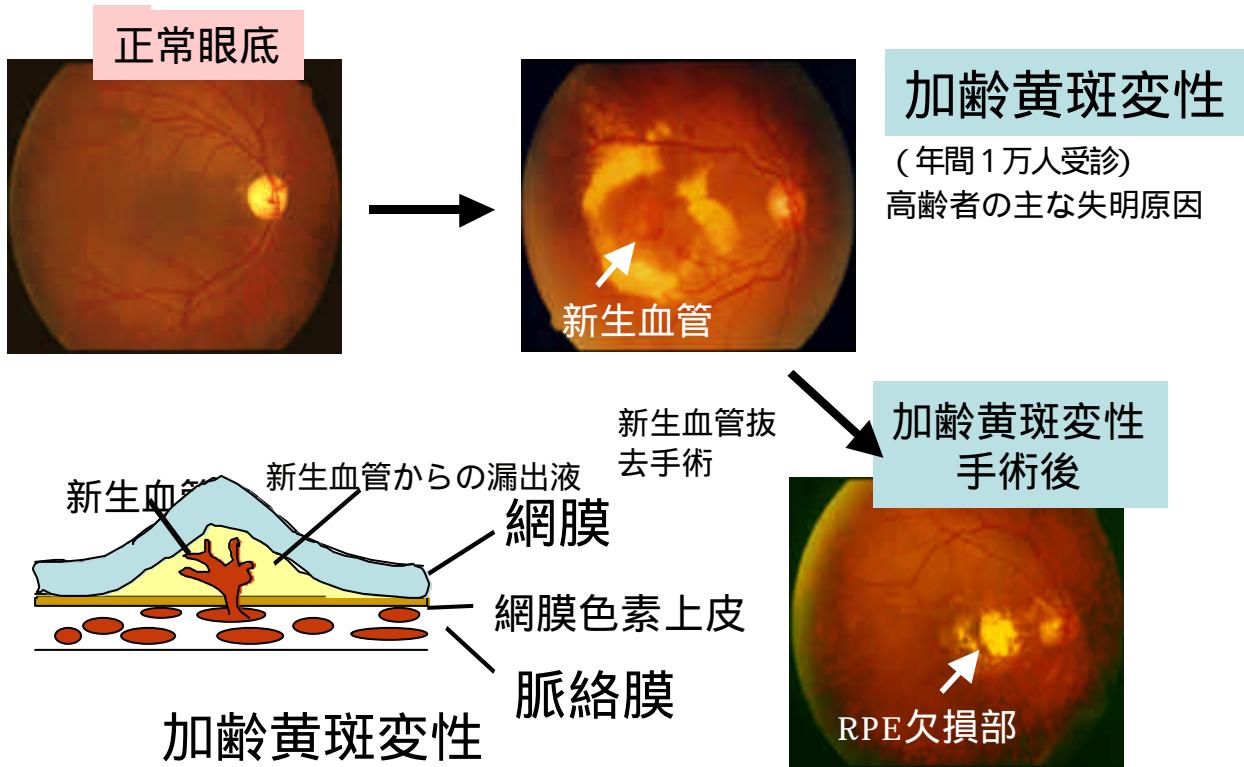 正常眼底
加齢黄斑変性
(年間１万人受診)
高齢者の主な失明原因
新生血管
新生血管抜
去手術
加齢黄斑変性
手術後
新生血管からの漏出液
新生血管
網膜
網膜色素上皮
脈絡膜
加齢黄斑変性
RPE欠損部